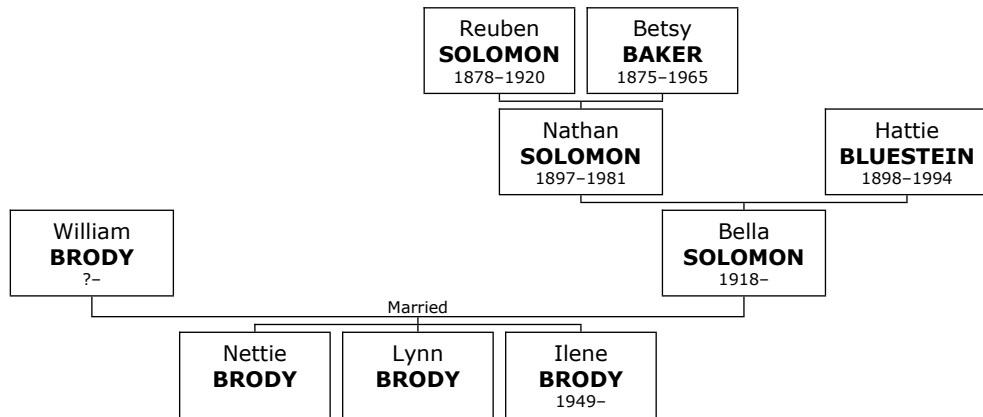 Reuben
SOLOMON
1878–1920
Betsy
BAKER
1875–1965
Nathan
SOLOMON
1897–1981
Hattie
BLUESTEIN
1898–1994
William
BRODY
?–
Bella
SOLOMON
1918–
Married
Nettie
BRODY
Lynn
BRODY
Ilene
BRODY
1949–